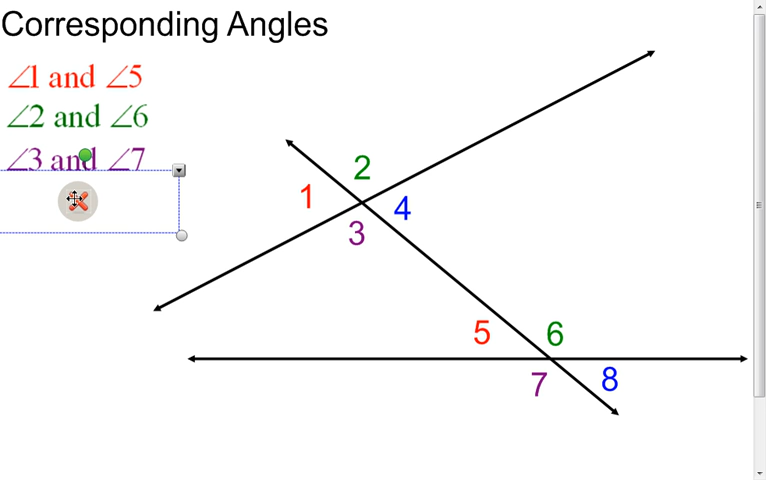 Corresponding Angles
∠1 and ∠5
∠2 and ∠6
∠3 and ∠7
2
1
4
3
5
6
7
8